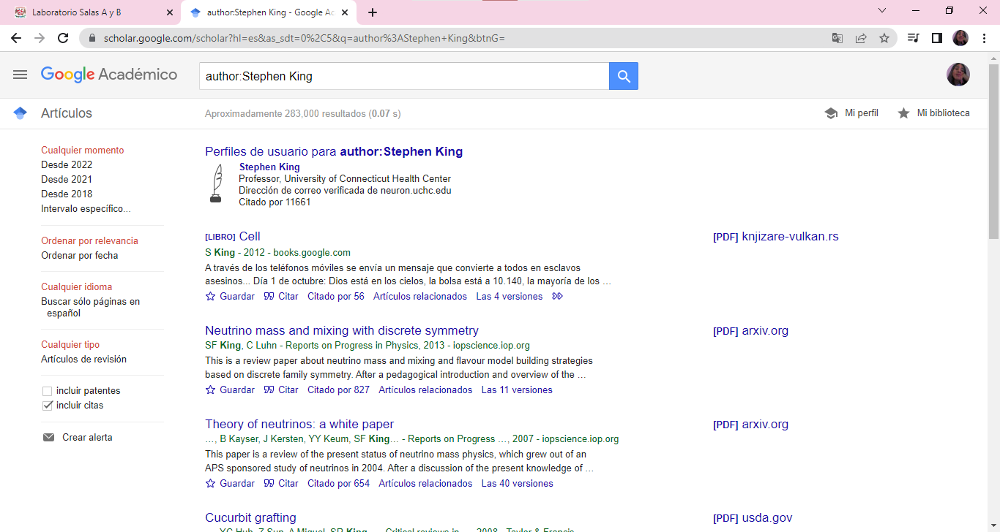 Laboratorio Salas A y B
author:Stephen King - Google Ac
scholar.google.com/scholar?hl=es&as_sdt=0%2C5&q=author%3AStephen+King&btnG=
Google Académico
author:Stephen King
Artículos
Aproximadamente 283,000 resultados (0.07 s)
Mi perfil
Mi biblioteca
Cualquier momento
Desde 2022
Desde 2021
Desde 2018
Intervalo específico...
Ordenar por relevancia
Ordenar por fecha
Cualquier idioma
Buscar sólo páginas en
español
Cualquier tipo
Artículos de revisión
incluir patentes
incluir citas
Crear alerta
Perfiles de usuario para author:Stephen King
Stephen King
Professor, University of Connecticut Health Center
Dirección de correo verificada de neuron.uchc.edu
Citado por 11661
[LIBRO] Cell
S King - 2012 - books.google.com
A través de los teléfonos móviles se envía un mensaje que convierte a todos en esclavos
asesinos... Día 1 de octubre: Dios está en los cielos, la bolsa está a 10.140, la mayoría de los ...
Guardar Citar Citado por 56 Artículos relacionados Las 4 versiones
[PDF] knjizare-vulkan.rs
Neutrino mass and mixing with discrete symmetry
SF King, C Luhn - Reports on Progress in Physics, 2013 - iopscience.iop.org
This is a review paper about neutrino mass and mixing and flavour model building strategies
based on discrete family symmetry. After a pedagogical introduction and overview of the ...
Guardar Citar Citado por 827 Artículos relacionados Las 11 versiones
[PDF] arxiv.org
Theory of neutrinos: a white paper
..., B Kayser, J Kersten, YY Keum, SF King... - Reports on Progress ..., 2007 - iopscience.iop.org
This paper is a review of the present status of neutrino mass physics, which grew out of an
APS sponsored study of neutrinos in 2004. After a discussion of the present knowledge of ...
Guardar Citar Citado por 654 Artículos relacionados Las 40 versiones
[PDF] arxiv.org
Cucurbit grafting
[PDF] usda.gov
..., YC Huh, Z Sun, A Miguel, SR King... - Critical reviews in ..., 2008 - Taylor & Francis